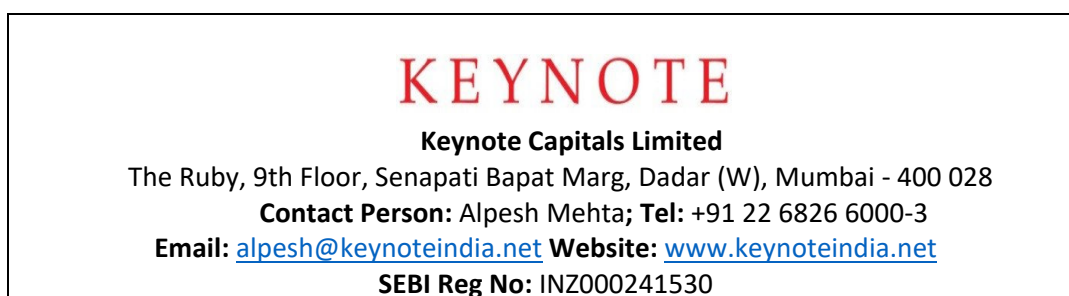 KEYNOTE
Keynote Capitals Limited
The Ruby, 9th Floor, Senapati Bapat Marg, Dadar (W), Mumbai - 400 028
Contact Person: Alpesh Mehta; Tel: +91 22 6826 6000-3
Email: alpesh@keynoteindia.net Website: www.keynoteindia.net
SEBI Reg No: INZ000241530